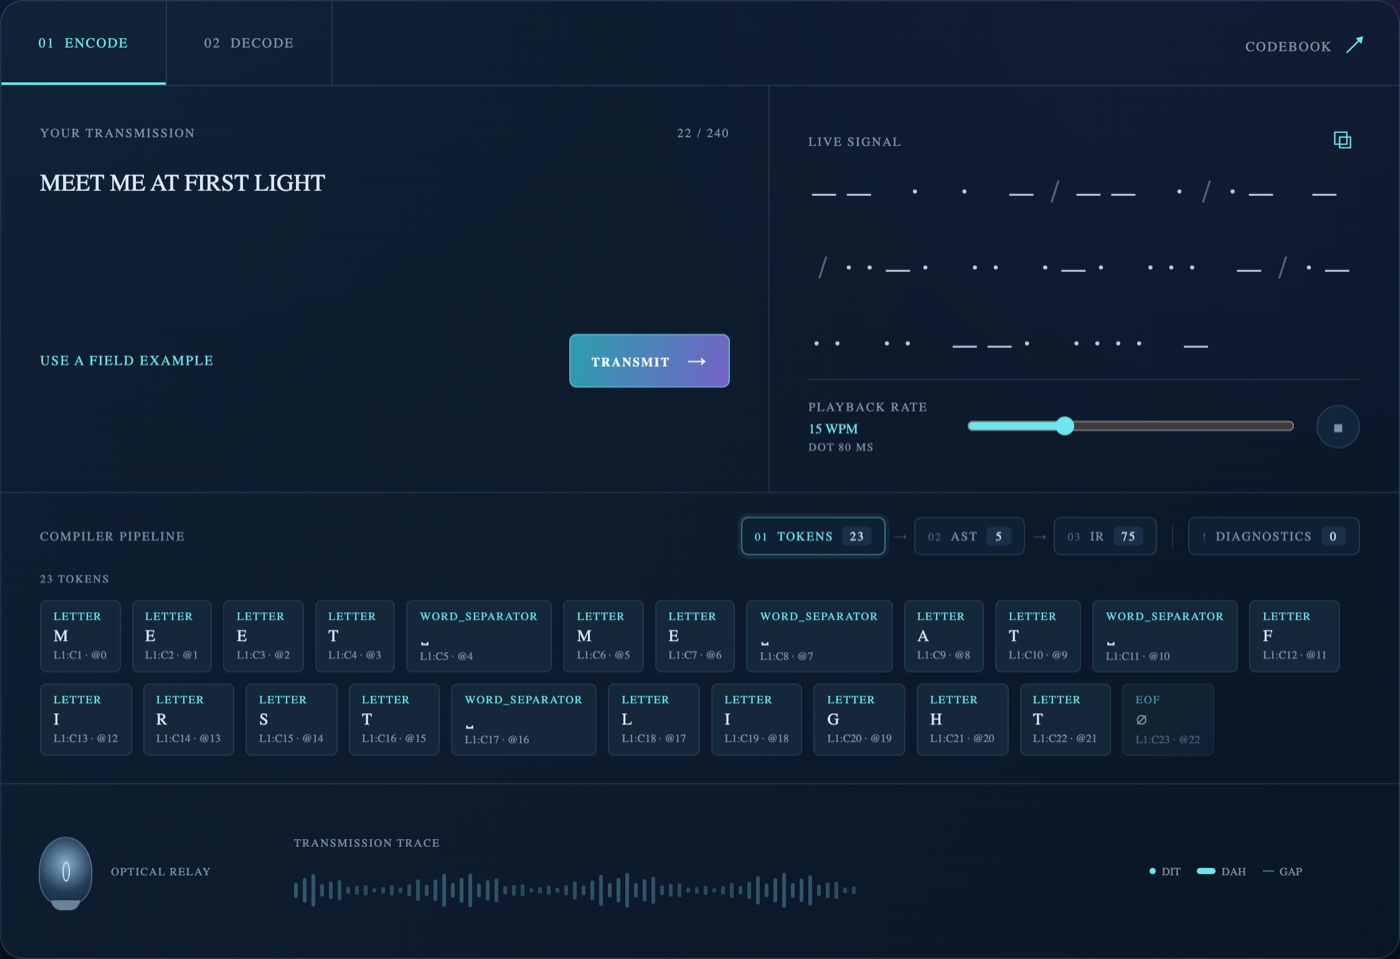 01 ENCODE
02 DECODE
CODEBOOK
YOUR TRANSMISSION
22 / 240
MEET ME AT FIRST LIGHT
USE A FIELD EXAMPLE
TRANSMIT →
LIVE SIGNAL
— — · · — / — — · / · — —
/ · · — · · · · — · · · · — / · —
· · · · — — · · · · · —
PLAYBACK RATE
15 WPM
DOT 80 MS
COMPILER PIPELINE
01 TOKENS 23 → 02 AST 5 → 03 IR 75
! DIAGNOSTICS 0
23 TOKENS
LETTER LETTER LETTER LETTER WORD_SEPARATOR LETTER LETTER WORD_SEPARATOR LETTER LETTER WORD_SEPARATOR LETTER
M E E T ␣ M E ␣ A T ␣ F
L1:C1 · @0 L1:C2 · @1 L1:C3 · @2 L1:C4 · @3 L1:C5 · @4 L1:C6 · @5 L1:C7 · @6 L1:C8 · @7 L1:C9 · @8 L1:C10 · @9 L1:C11 · @10 L1:C12 · @11
LETTER LETTER LETTER LETTER WORD_SEPARATOR LETTER LETTER LETTER LETTER LETTER EOF
I R S T ␣ L I G H T ∅
L1:C13 · @12 L1:C14 · @13 L1:C15 · @14 L1:C16 · @15 L1:C17 · @16 L1:C18 · @17 L1:C19 · @18 L1:C20 · @19 L1:C21 · @20 L1:C22 · @21 L1:C23 · @22
OPTICAL RELAY
TRANSMISSION TRACE
DIT DAH GAP